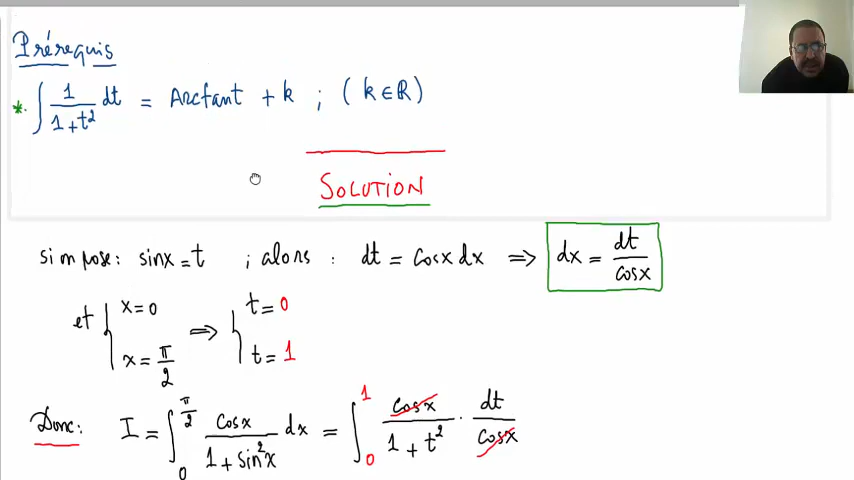 Prérequis
* ∫ 1/(1+t²) dt = Arctant + k ; (k ∈ ℝ)
SOLUTION
si on pose: sinx = t ; alors : dt = cosx dx ⇒ dx = dt/cosx
et { x = 0 ⇒ { t = 0
x = π/2 t = 1
Donc: I = ∫₀^(π/2) cosx/(1 + sin²x) dx = ∫₀¹ cosx/(1 + t²) · dt/cosx